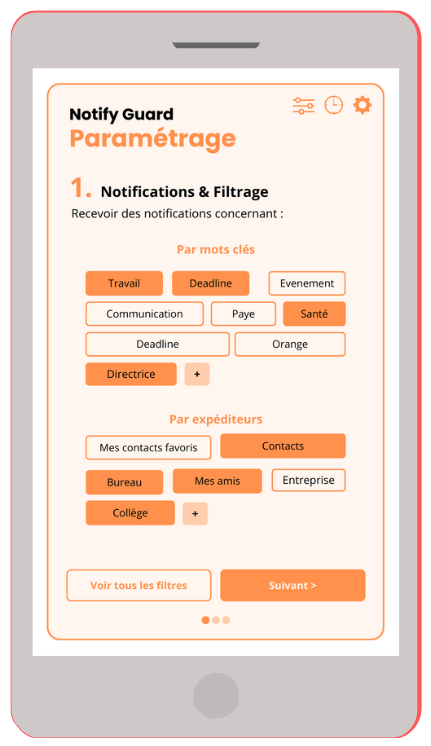 Notify Guard
Paramétrage
1. Notifications & Filtrage
Recevoir des notifications concernant :
Par mots clés
Travail Deadline Evenement
Communication Paye Santé
Deadline Orange
Directrice +
Par expéditeurs
Mes contacts favoris Contacts
Bureau Mes amis Entreprise
Collège +
Voir tous les filtres Suivant >